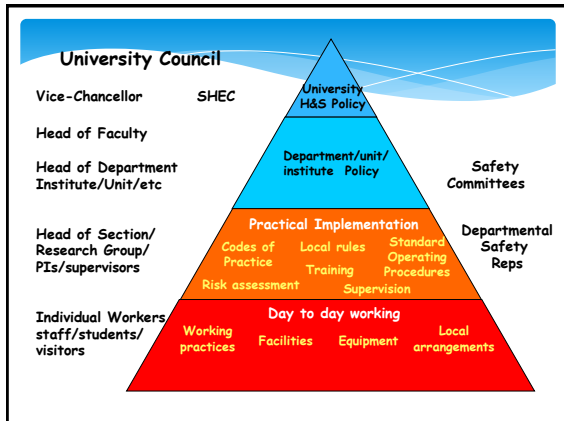 University Council
Vice-Chancellor SHEC
University
H&S Policy
Head of Faculty
Head of Department
Institute/Unit/etc
Department/unit/
institute Policy
Safety
Committees
Head of Section/
Research Group/
PIs/supervisors
Practical Implementation
Codes of
Practice
Local rules
Standard
Operating
Procedures
Training
Risk assessment
Supervision
Departmental
Safety
Reps
Individual Workers
staff/students/
visitors
Day to day working
Working
practices
Facilities
Equipment
Local
arrangements